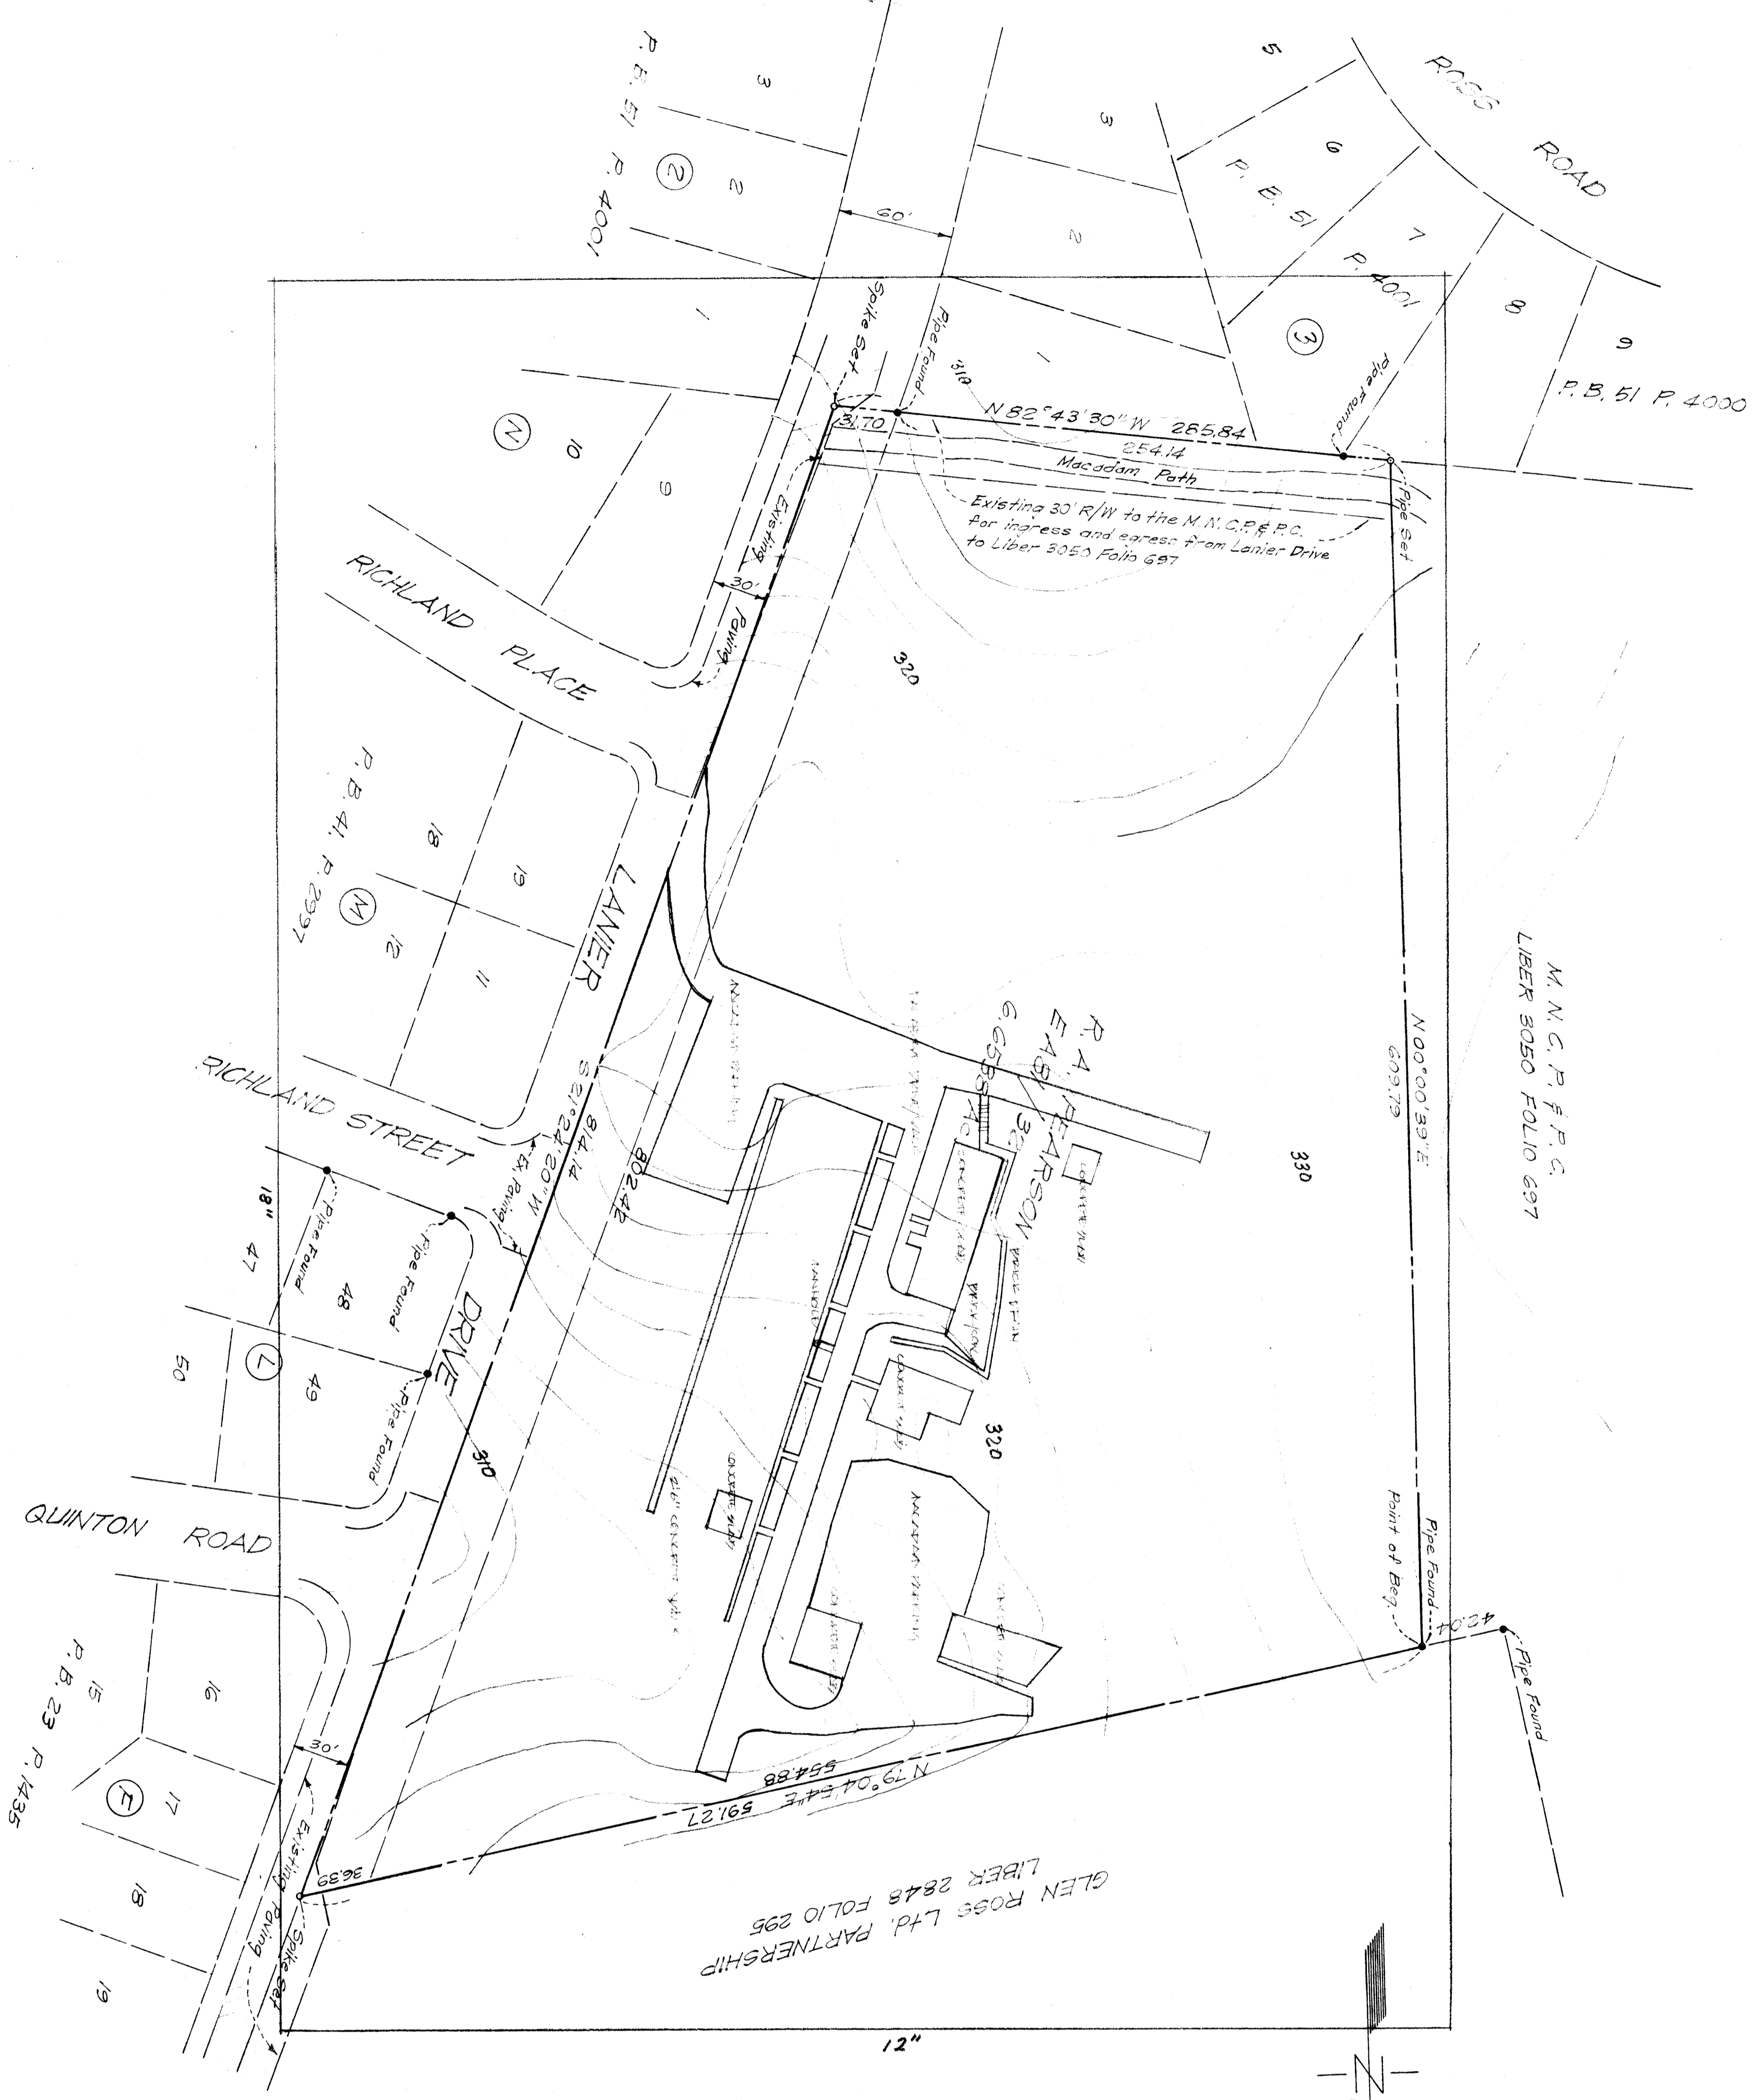 ROSS
ROAD
5
6
7
8
9
P. B. 51
P. 4001
3
P. B. 51 P. 4000
3
2
1
3
2
1
2
P. B. 51 P. 4001
60'
Spike Set
Pipe Found
310
N 82°43'30" W 285.84
31.70
254.14
Macadam Path
Pipe Found
Pipe Set
Existing 30' R/W to the M.N.C.P. & P.C.
for ingress and egress from Lanier Drive
to Liber 3050 Folio 697
N
10
9
Existing
Paving
30'
RICHLAND PLACE
320
P. B. 41, P. 2997
18
19
M
12
11
LANIER
DRIVE
M. N. C. P. & P. C.
LIBER 3050 FOLIO 697
N 00°00'39" E
609.79
R. A. PEARSON
E 481 / 32
330
RICHLAND STREET
S 21°24'20" W
814.14
802.42
Ex. Paving
Pipe Found
Pipe Found
Pipe Found
18"
47
48
49
50
L
310
320
QUINTON ROAD
Point of Beg.
Pipe Found
42.04
Pipe Found
16
15
P. B. 23 P. 1435
17
18
19
30'
Existing Paving
Spike Set
36.39
N 79°04'54" E 591.27
554.88
GLEN ROSS Ltd. PARTNERSHIP
LIBER 2848 FOLIO 295
12"
N